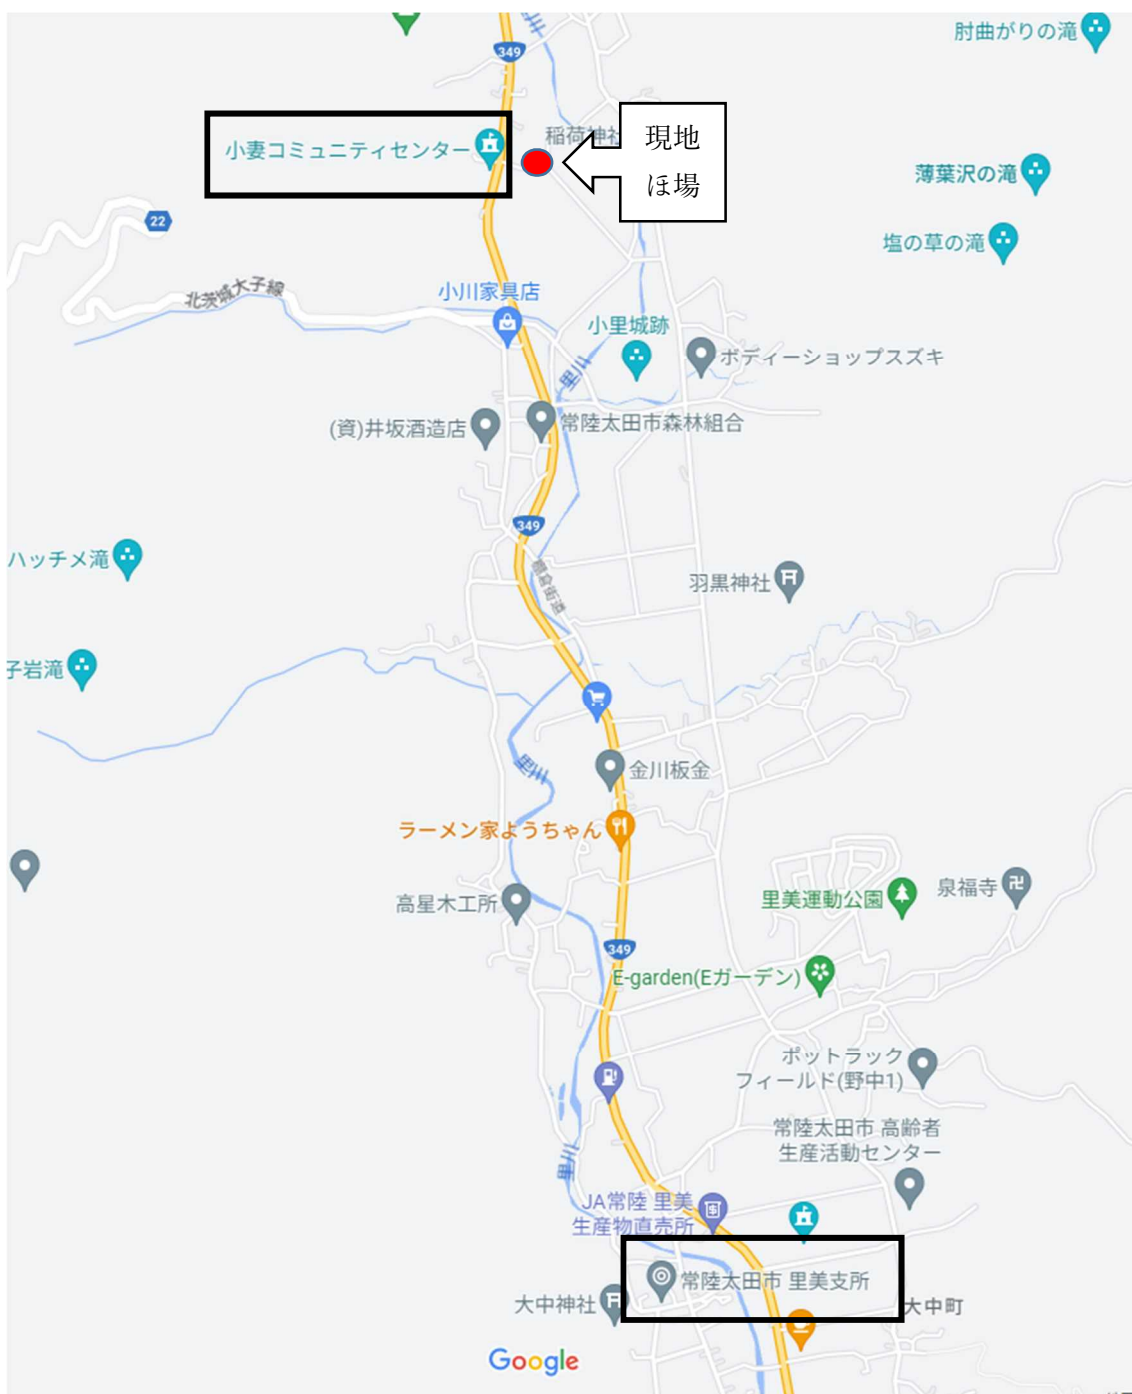 肘曲がりの滝
349
稲荷神社
現地
ほ場
小妻コミュニティセンター
薄葉沢の滝
22
塩の草の滝
北茨城大子線
小川家具店
小里城跡
ボディーショップスズキ
里川
(資)井坂酒造店
常陸太田市森林組合
349
ハッチメ滝
棚倉街道
羽黒神社
子岩滝
里川
金川板金
ラーメン家ようちゃん
高星木工所
里美運動公園
泉福寺
349
E-garden(Eガーデン)
ポットラック
フィールド(野中1)
常陸太田市 高齢者
生産活動センター
里川
JA常陸 里美
生産物直売所
常陸太田市 里美支所
大中神社
大中町
Google